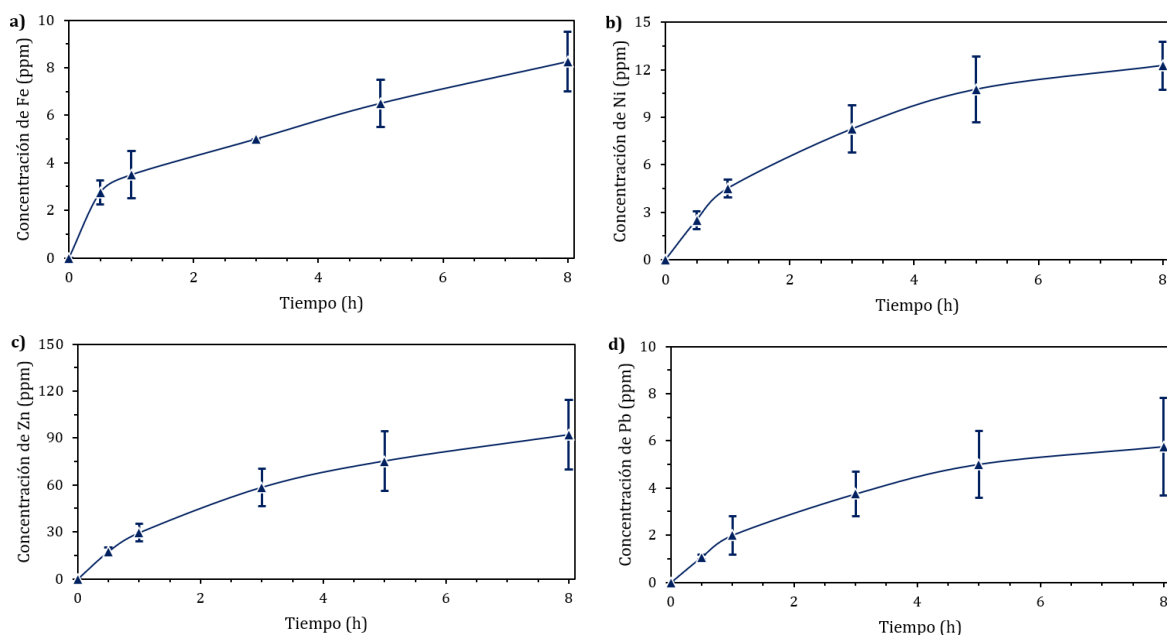 a)
Concentración de Fe (ppm)
10
8
6
4
2
0
0 2 4 6 8
Tiempo (h)
b)
Concentración de Ni (ppm)
15
12
9
6
3
0
0 2 4 6 8
Tiempo (h)
c)
Concentración de Zn (ppm)
150
120
90
60
30
0
0 2 4 6 8
Tiempo (h)
d)
Concentración de Pb (ppm)
10
8
6
4
2
0
0 2 4 6 8
Tiempo (h)